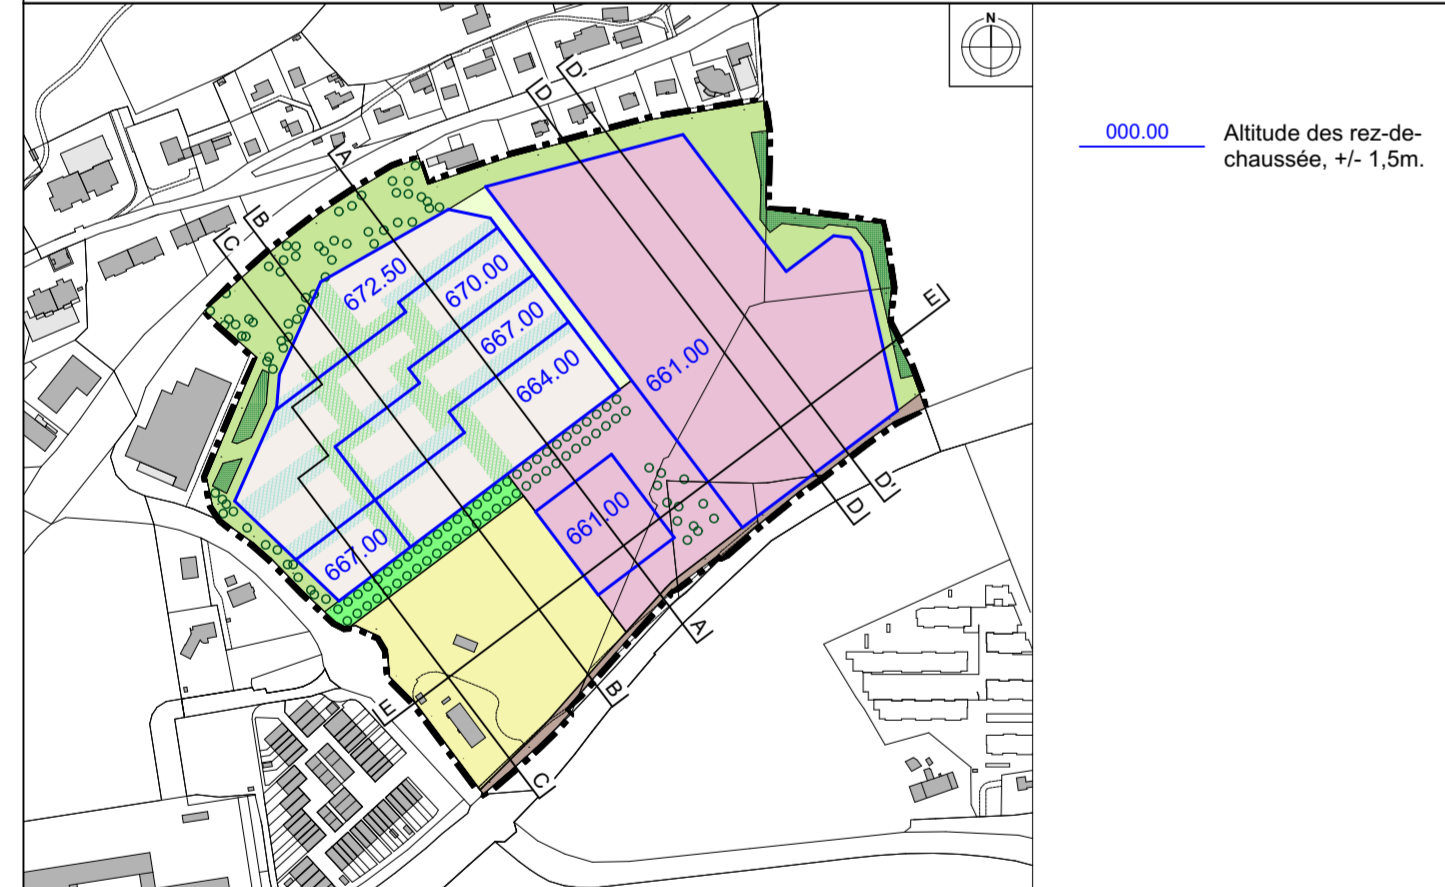 N
000.00 Altitude des rez-de-
chaussée, +/- 1,5m.
D'
D
A
B
C
672.50
670.00
667.00
664.00
661.00
E
661.00
667.00
D'
D
A
B
E
C